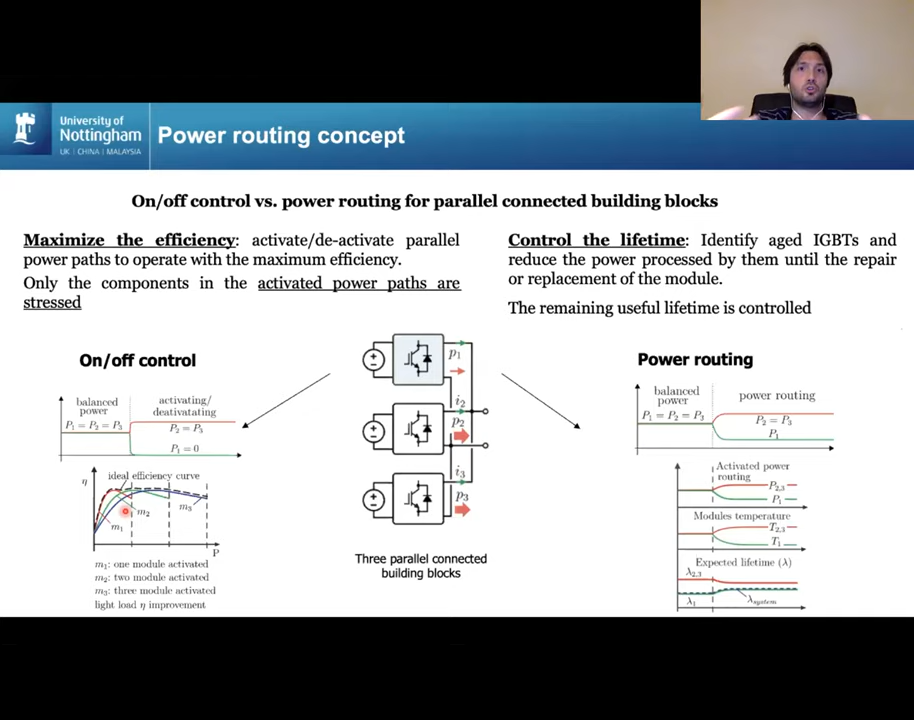 University of
Nottingham
UK | CHINA | MALAYSIA
Power routing concept
On/off control vs. power routing for parallel connected building blocks
Maximize the efficiency: activate/de-activate parallel
power paths to operate with the maximum efficiency.
Only the components in the activated power paths are
stressed
Control the lifetime: Identify aged IGBTs and
reduce the power processed by them until the repair
or replacement of the module.
The remaining useful lifetime is controlled
On/off control
balanced
power
P₁ = P₂ = P₃
activating/
deativatating
P₂ = P₃
P₁ = 0
η
ideal efficiency curve
m₁
m₂
m₃
P
m₁: one module activated
m₂: two module activated
m₃: three module activated
light load η improvement
p₁
i₂
p₂
i₃
p₃
Three parallel connected
building blocks
Power routing
balanced
power
P₁ = P₂ = P₃
power routing
P₂ = P₃
P₁
Activated power
routing
P₂,₃
P₁
Modules temperature
T₂,₃
T₁
Expected lifetime (λ)
λ₂,₃
λ₁
λsystem